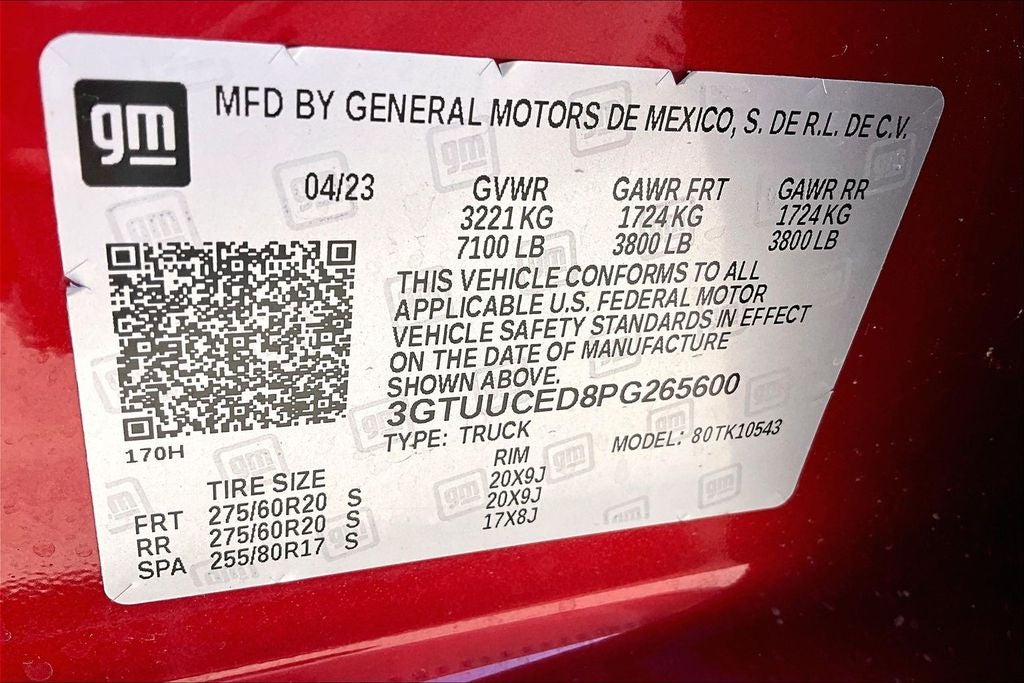 gm
MFD BY GENERAL MOTORS DE MEXICO, S. DE R.L. DE C.V.
04/23 GVWR GAWR FRT GAWR RR
3221 KG 1724 KG 1724 KG
7100 LB 3800 LB 3800 LB
THIS VEHICLE CONFORMS TO ALL
APPLICABLE U.S. FEDERAL MOTOR
VEHICLE SAFETY STANDARDS IN EFFECT
ON THE DATE OF MANUFACTURE
SHOWN ABOVE.
3GTUUCED8PG265600
TYPE: TRUCK MODEL: 80TK10543
170H
TIRE SIZE RIM
FRT 275/60R20 S 20X9J
RR 275/60R20 S 20X9J
SPA 255/80R17 S 17X8J